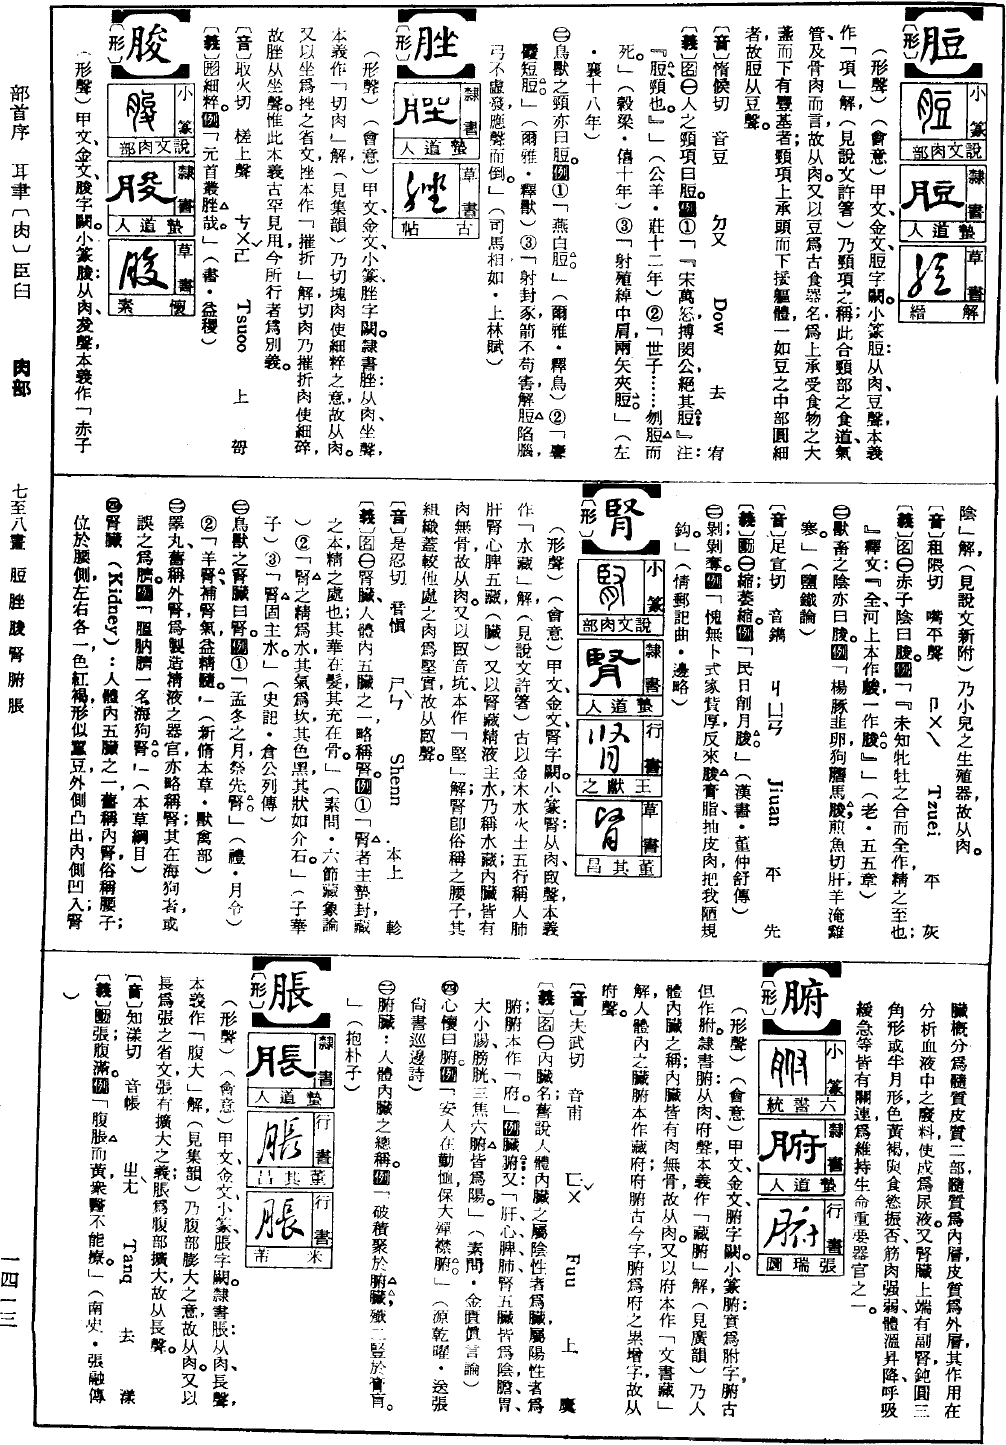 脰
〔形〕
小篆
說文肉部
隸書
蟄道人
草書
解縉
(形聲)(會意)甲文、金文脰字闕。小篆脰:从肉豆聲,本義
作「項」解,(見說文許箸)乃頸項之稱;此合頸部之食道、氣
管及骨肉而言,故从肉。又以豆爲古食器名,爲上承受食物之大
盞而下有豐基者;頸項上承頭而下接軀體,一如豆之中部圓細
者,故脰从豆聲。
〔音〕惰候切 音豆 ㄉㄡ Dow 去 宥
〔義〕图㊀人之頸項曰脰。例①「『宋萬怒搏閔公絕其脰』注:
『脰,頸也。』」(公羊・莊十二年)②「世子……刎脰而
死。」(穀梁・僖十年)③「射殖綽中肩,兩矢夾脰。」(左
・襄十八年)
㊁鳥獸之頸亦曰脰。例①「燕白脰。」(爾雅・釋鳥)②「麐
短脰。」(爾雅・釋獸)③「射封豕,箭不苟害,解脰陷腦,
弓不虛發,應聲而倒。」(司馬相如・上林賦)
脞
〔形〕
隸書
蟄道人
草書
古帖
(形聲)(會意)甲文、金文、小篆脞字闕。隸書脞:从肉坐聲,
本義作「切肉」解,(見集韻)乃切塊肉使細粹之意,故从肉。
又以坐爲挫之省文,挫本作「摧折」解,切肉乃摧折肉使細碎,
故脞从坐聲。惟此本義古罕見用,今所行者爲別義。
〔音〕取火切 槎上聲 ㄘㄨㄛˇ Tsuoo 上 哿
〔義〕图細粹。例「元首叢脞哉。」(書・益稷)
脧
〔形〕
小篆
說文肉部
隸書
蟄道人
草書
懷素
(形聲)甲文、金文脧字闕。小篆脧:从肉夋聲,本義作「赤子
陰」解,(見說文新附)乃小兒之生殖器,故从肉。
〔音〕祖隈切 嘴平聲 ㄗㄨㄟ Tzuei 平 灰
〔義〕图㊀赤子陰曰脧。例「『未知牝牡之合而全作,精之至也;
』釋文:『全,河上本作峻,一作脧。』」(老・五五章)
㊁獸畜之陰亦曰脧。例「楊豚韭卵,狗䐑馬脧,煎魚切肝,羊淹雞
寒。」(鹽鐵論)
〔音〕足宣切 音鐫 ㄐㄩㄢ Jiuan 平 先
〔義〕動㊀縮,萎縮。例「民日削月脧。」(漢書・董仲舒傳)
㊁剝,剝奪。例「愧無卜式家貲厚,反來脧膏脂,抽皮肉,把我陋規
鈎。」(情郵記曲・邊略)
腎
〔形〕
小篆
說文肉部
隸書
蟄道人
行書
王獻之
草書
董其昌
(形聲)(會意)甲文、金文腎字闕。小篆腎:从肉臤聲,本義
作「水藏」解,(見說文許箸)古以金木水火土五行稱人肺
肝腎心脾五藏,(臟)又以腎藏精液主水,乃稱水藏;內臟皆有
肉無骨,故从肉。又以臤音坑,本作「堅」解,腎卽俗稱之腰子,其
組織蓋較他處之肉爲堅實,故从臤聲。
〔音〕是忍切 腎愼 ㄕㄣˋ Shenn 本上 軫
〔義〕图㊀腎臟,人體內五臟之一,略稱腎。例①「腎者主蟄,封藏
之本,精之處也;其華在髮,其充在骨。」(素問・六節藏象論
)②「腎之精爲水,其氣爲坎,其色黑,其狀如介石。」(子華
子)③「腎固主水。」(史記・倉公列傳)
㊁鳥獸之腎臟曰腎。例①「孟冬之月祭先腎。」(禮・月令)
②「羊腎補腎氣,益精髓。」(新脩本草・獸禽部)
㊂睪丸,舊稱外腎,爲製造精液之器官,亦略稱腎;其在海狗者,或
誤之爲臍。例「膃肭臍,一名海狗腎。」(本草綱目)
㊃腎臟(Kidney):人體內五臟之一,舊稱內腎,俗稱腰子;
位於腰側,左右各一,色紅褐,形似蠶豆,外側凸出,內側凹入;腎
臟概分爲髓質、皮質二部,髓質爲內層,皮質爲外層;其作用在
分析血液中之廢料使成爲尿液。又腎臟上端有副腎,鈍圓三
角形或半月形,色黃褐,與食慾振否,筋肉强弱,體溫昇降,呼吸
緩急等皆有關連,爲維持生命重要器官之一。
腑
〔形〕
小篆
六書統
隸書
蟄道人
行書
張瑞圖
(形聲)(會意)甲文、金文腑字闕。小篆腑實爲胕字,腑古
但作胕。隸書腑:从肉府聲,本義作「藏腑」解,(見廣韻)乃人
體內臟之稱;內臟皆有肉無骨,故从肉。又以府本作「文書藏」
解,人體內之臟腑本作藏府;府腑古今字,腑爲府之累增字,故从
府聲。
〔音〕夫武切 音甫 ㄈㄨˇ Fuu 上 麌
〔義〕图㊀內臟名,舊設人體內臟之屬陰性者爲臟,屬陽性者爲
腑;腑本作「府。」例臟腑;又「肝心脾肺腎五臟皆爲陰,膽胃
大小腸膀胱三焦六腑皆爲陽。」(素問・金匱眞言論)
㊃心懷曰腑。例「安人在勤恤,保大殫襟腑。」(源乾曜・送張
尙書巡邊詩)
㊁腑臟:人體內臟之總稱。例「破積聚於腑臟,殲二豎於膏肓。
」(抱朴子)
脹
〔形〕
隸書
蟄道人
行書
董其昌
行書
米芾
(形聲)(會意)甲文、金文、小篆脹字闕。隸書脹:从肉長聲,
本義作「腹大」解,(見集韻)乃腹部膨大之意,故从肉。又以
長爲張之省文,張有擴大之義,脹爲腹部擴大,故从長聲。
〔音〕知漾切 音帳 ㄓㄤˋ Tanq 去 漾
〔義〕動張,腹滿。例「腹脹而黃,衆醫不能療。」(南史・張融傳
)
部首序 耳聿〔肉〕臣臼 肉部 七至八畫 脰脞脧腎腑脹 一四一三